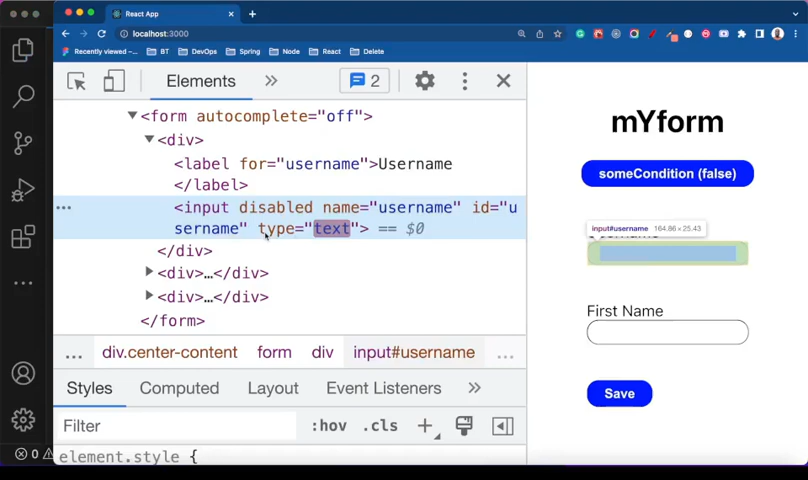 React App
localhost:3000
Recently viewed –...
BT
DevOps
Spring
Node
React
Delete
Elements
2
<form autocomplete="off">
<div>
<label for="username">Username
</label>
<input disabled name="username" id="u
sername" type="text"> == $0
</div>
<div>…</div>
<div>…</div>
</form>
...
div.center-content
form
div
input#username
...
Styles
Computed
Layout
Event Listeners
Filter
:hov
.cls
element.style {
0
mYform
someCondition (false)
input#username 164.86 × 25.43
First Name
Save